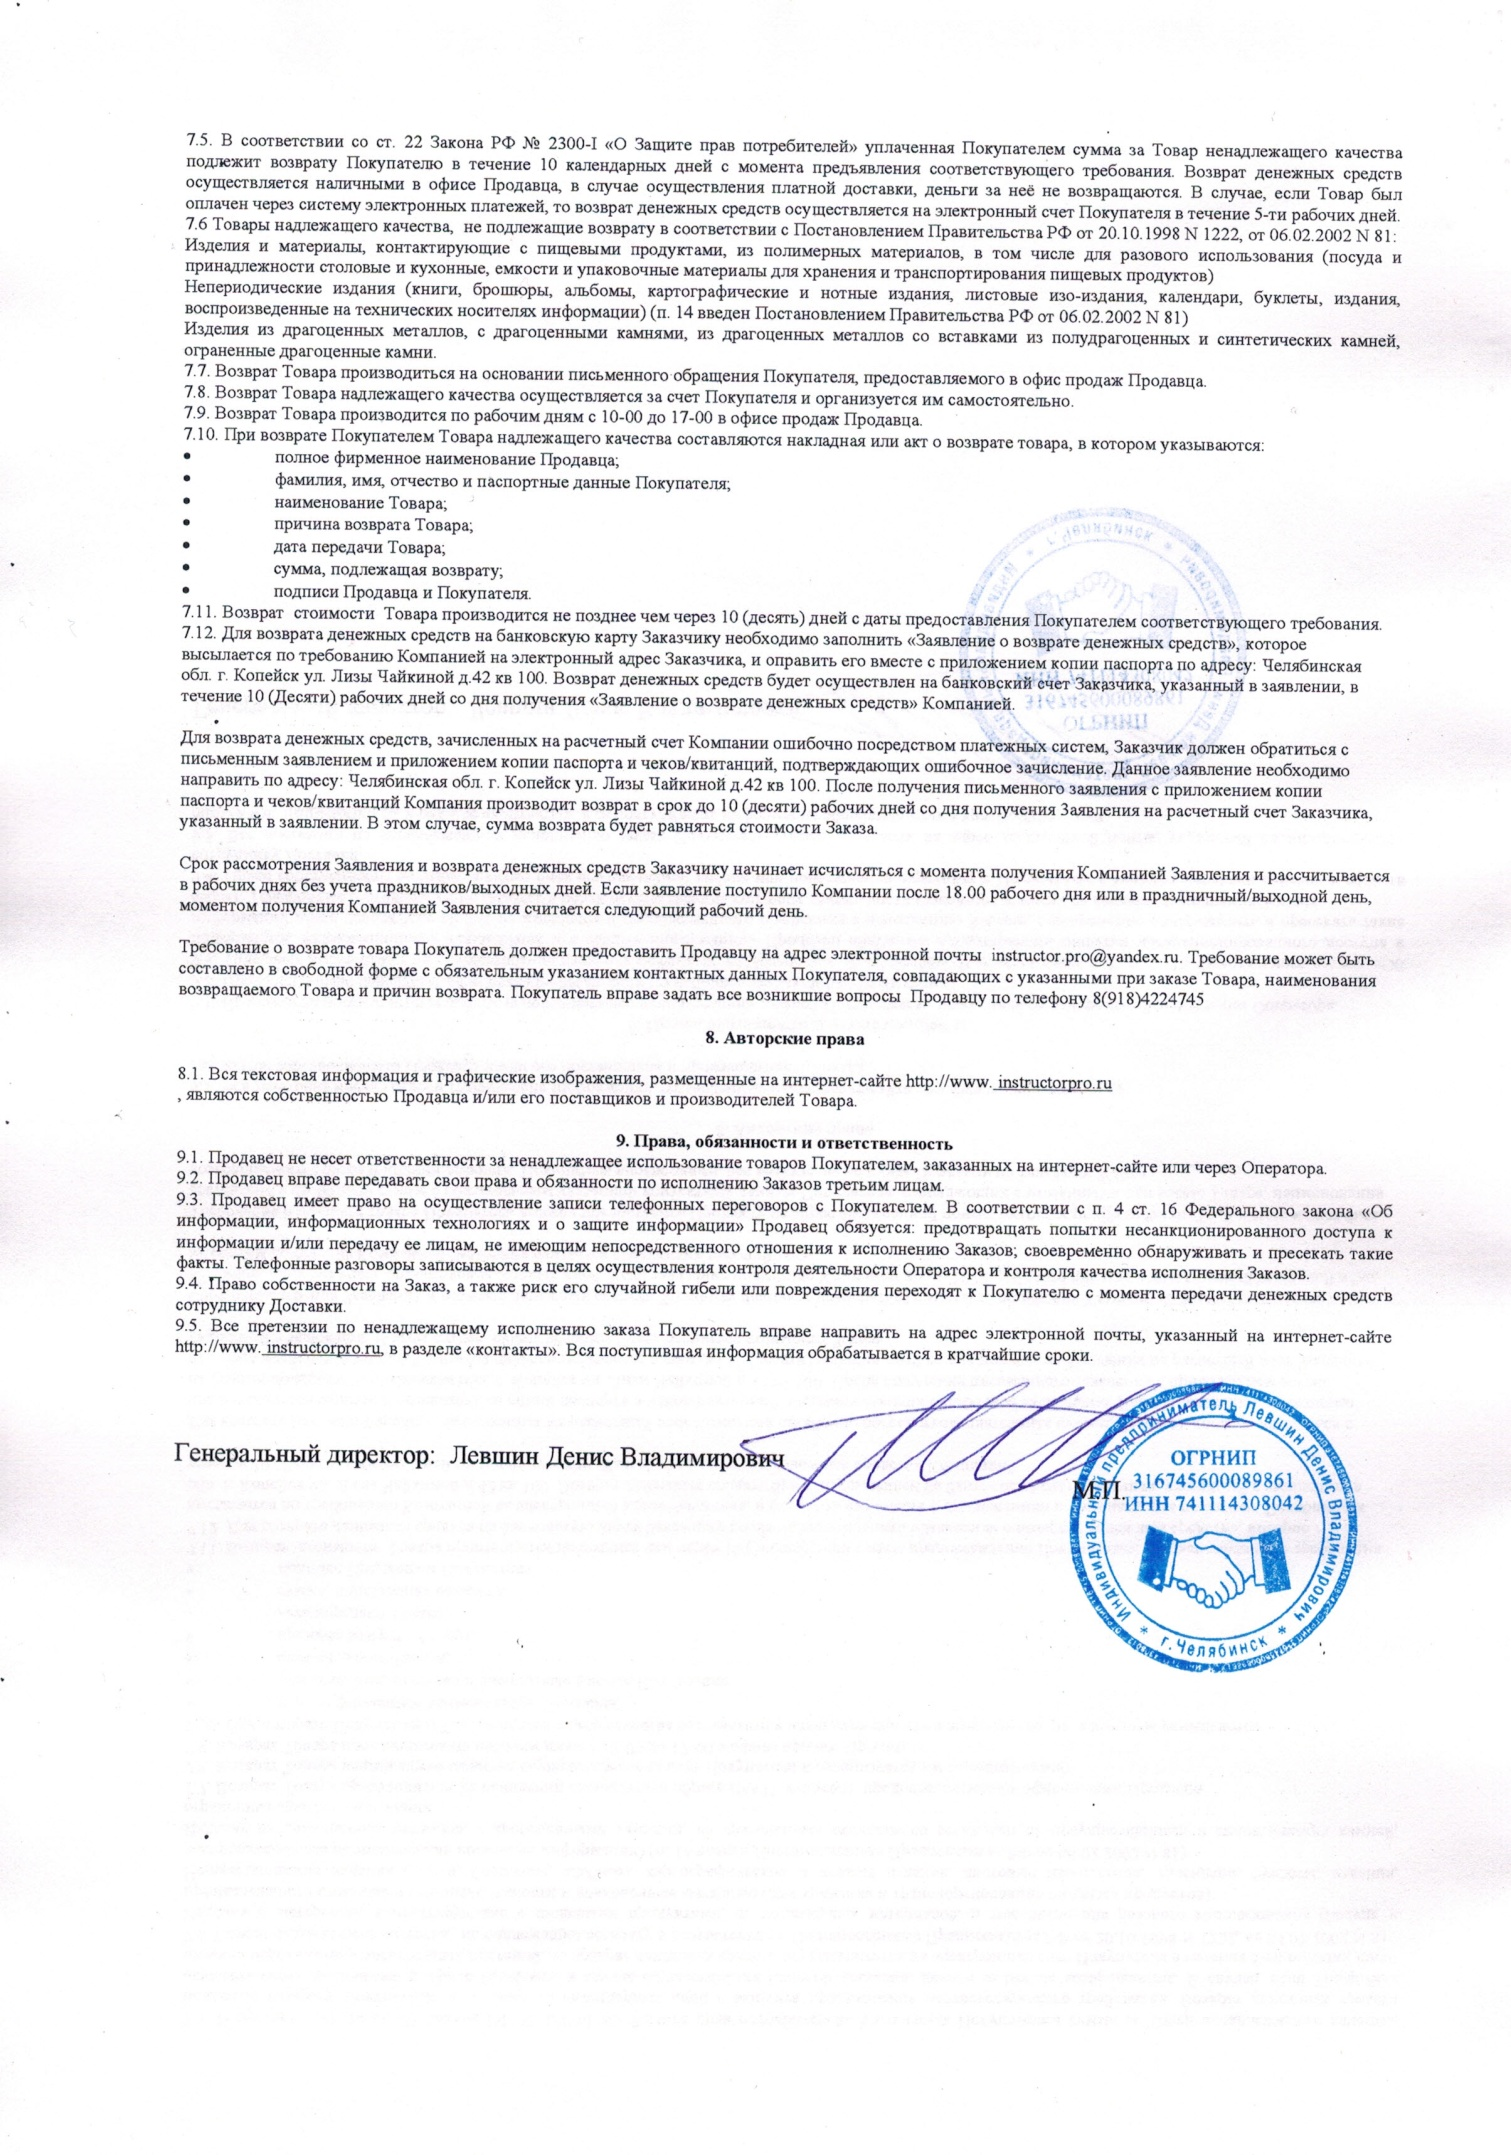 7.5. В соответствии со ст. 22 Закона РФ № 2300-I «О Защите прав потребителей» уплаченная Покупателем сумма за Товар ненадлежащего качества
подлежит возврату Покупателю в течение 10 календарных дней с момента предъявления соответствующего требования. Возврат денежных средств
осуществляется наличными в офисе Продавца, в случае осуществления платной доставки, деньги за неё не возвращаются. В случае, если Товар был
оплачен через систему электронных платежей, то возврат денежных средств осуществляется на электронный счет Покупателя в течение 5-ти рабочих дней.
7.6 Товары надлежащего качества, не подлежащие возврату в соответствии с Постановлением Правительства РФ от 20.10.1998 N 1222, от 06.02.2002 N 81:
Изделия и материалы, контактирующие с пищевыми продуктами, из полимерных материалов, в том числе для разового использования (посуда и
принадлежности столовые и кухонные, емкости и упаковочные материалы для хранения и транспортирования пищевых продуктов)
Непериодические издания (книги, брошюры, альбомы, картографические и нотные издания, листовые изо-издания, календари, буклеты, издания,
воспроизведенные на технических носителях информации) (п. 14 введен Постановлением Правительства РФ от 06.02.2002 N 81)
Изделия из драгоценных металлов, с драгоценными камнями, из драгоценных металлов со вставками из полудрагоценных и синтетических камней,
ограненные драгоценные камни.
7.7. Возврат Товара производиться на основании письменного обращения Покупателя, предоставляемого в офис продаж Продавца.
7.8. Возврат Товара надлежащего качества осуществляется за счет Покупателя и организуется им самостоятельно.
7.9. Возврат Товара производится по рабочим дням с 10-00 до 17-00 в офисе продаж Продавца.
7.10. При возврате Покупателем Товара надлежащего качества составляются накладная или акт о возврате товара, в котором указываются:
• полное фирменное наименование Продавца;
• фамилия, имя, отчество и паспортные данные Покупателя;
• наименование Товара;
• причина возврата Товара;
• дата передачи Товара;
• сумма, подлежащая возврату;
• подписи Продавца и Покупателя.
7.11. Возврат стоимости Товара производится не позднее чем через 10 (десять) дней с даты предоставления Покупателем соответствующего требования.
7.12. Для возврата денежных средств на банковскую карту Заказчику необходимо заполнить «Заявление о возврате денежных средств», которое
высылается по требованию Компанией на электронный адрес Заказчика, и оправить его вместе с приложением копии паспорта по адресу: Челябинская
обл. г. Копейск ул. Лизы Чайкиной д.42 кв 100. Возврат денежных средств будет осуществлен на банковский счет Заказчика, указанный в заявлении, в
течение 10 (Десяти) рабочих дней со дня получения «Заявление о возврате денежных средств» Компанией.
Для возврата денежных средств, зачисленных на расчетный счет Компании ошибочно посредством платежных систем, Заказчик должен обратиться с
письменным заявлением и приложением копии паспорта и чеков/квитанций, подтверждающих ошибочное зачисление. Данное заявление необходимо
направить по адресу: Челябинская обл. г. Копейск ул. Лизы Чайкиной д.42 кв 100. После получения письменного заявления с приложением копии
паспорта и чеков/квитанций Компания производит возврат в срок до 10 (десяти) рабочих дней со дня получения Заявления на расчетный счет Заказчика,
указанный в заявлении. В этом случае, сумма возврата будет равняться стоимости Заказа.
Срок рассмотрения Заявления и возврата денежных средств Заказчику начинает исчисляться с момента получения Компанией Заявления и рассчитывается
в рабочих днях без учета праздников/выходных дней. Если заявление поступило Компании после 18.00 рабочего дня или в праздничный/выходной день,
моментом получения Компанией Заявления считается следующий рабочий день.
Требование о возврате товара Покупатель должен предоставить Продавцу на адрес электронной почты instructor.pro@yandex.ru. Требование может быть
составлено в свободной форме с обязательным указанием контактных данных Покупателя, совпадающих с указанными при заказе Товара, наименования
возвращаемого Товара и причин возврата. Покупатель вправе задать все возникшие вопросы Продавцу по телефону 8(918)4224745
8. Авторские права
8.1. Вся текстовая информация и графические изображения, размещенные на интернет-сайте http://www. instructorpro.ru
, являются собственностью Продавца и/или его поставщиков и производителей Товара.
9. Права, обязанности и ответственность
9.1. Продавец не несет ответственности за ненадлежащее использование товаров Покупателем, заказанных на интернет-сайте или через Оператора.
9.2. Продавец вправе передавать свои права и обязанности по исполнению Заказов третьим лицам.
9.3. Продавец имеет право на осуществление записи телефонных переговоров с Покупателем. В соответствии с п. 4 ст. 16 Федерального закона «Об
информации, информационных технологиях и о защите информации» Продавец обязуется: предотвращать попытки несанкционированного доступа к
информации и/или передачу ее лицам, не имеющим непосредственного отношения к исполнению Заказов; своевременно обнаруживать и пресекать такие
факты. Телефонные разговоры записываются в целях осуществления контроля деятельности Оператора и контроля качества исполнения Заказов.
9.4. Право собственности на Заказ, а также риск его случайной гибели или повреждения переходят к Покупателю с момента передачи денежных средств
сотруднику Доставки.
9.5. Все претензии по ненадлежащему исполнению заказа Покупатель вправе направить на адрес электронной почты, указанный на интернет-сайте
http://www. instructorpro.ru, в разделе «контакты». Вся поступившая информация обрабатывается в кратчайшие сроки.
Генеральный директор: Левшин Денис Владимирович
М.П.
Индивидуальный предприниматель Левшин Денис Владимирович
ОГРНИП
316745600089861
ИНН 741114308042
* г.Челябинск *